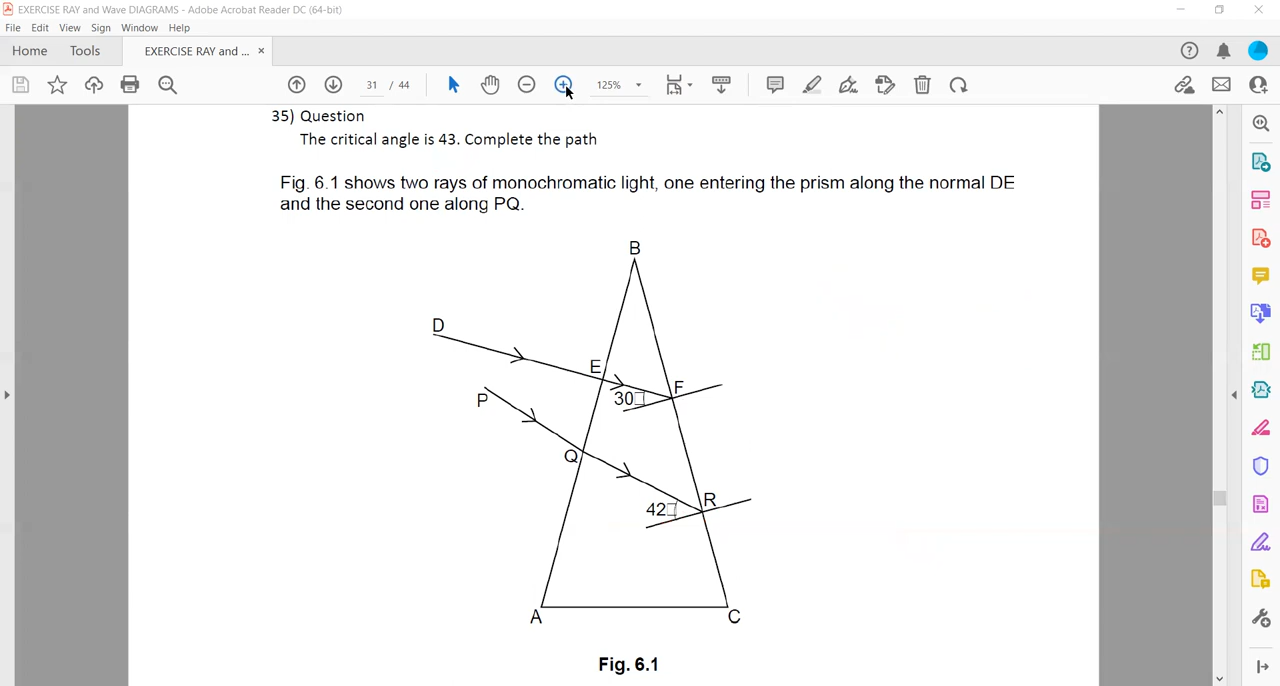 EXERCISE RAY and Wave DIAGRAMS - Adobe Acrobat Reader DC (64-bit)
File Edit View Sign Window Help
Home Tools EXERCISE RAY and ... ×
31 / 44 125%
35) Question
The critical angle is 43. Complete the path
Fig. 6.1 shows two rays of monochromatic light, one entering the prism along the normal DE
and the second one along PQ.
B
D
E
F
P
30□
Q
R
42□
A
C
Fig. 6.1